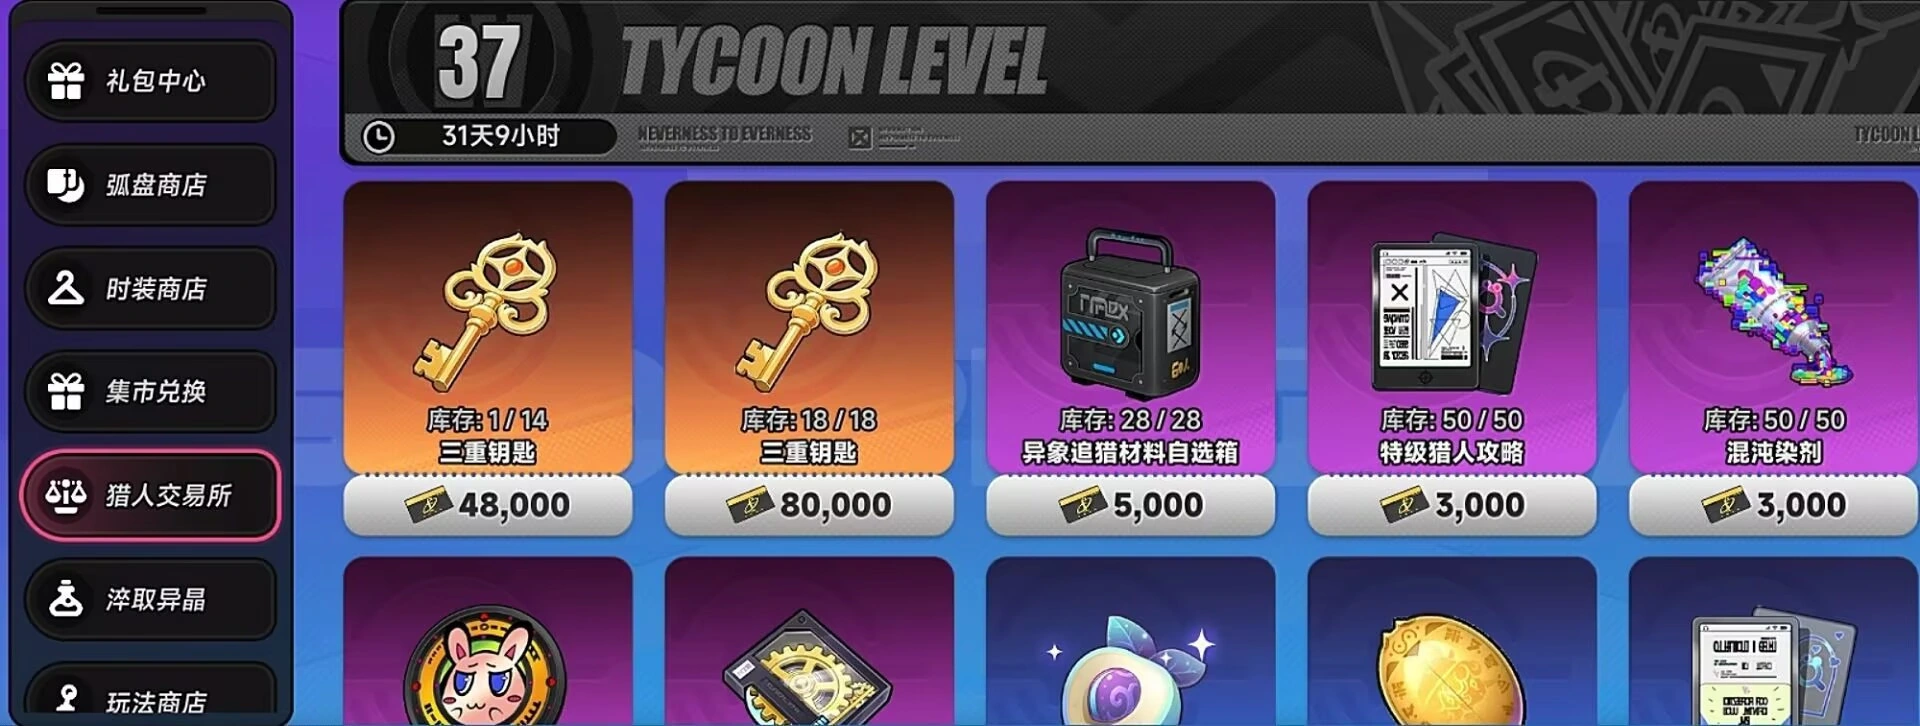 礼包中心
弧盘商店
时装商店
集市兑换
猎人交易所
淬取异晶
玩法商店
37
TYCOON LEVEL
31天9小时
NEVERNESS TO EVERNESS
TYCOON L
库存: 1 / 14
三重钥匙
48,000
库存: 18 / 18
三重钥匙
80,000
库存: 28 / 28
异象追猎材料自选箱
5,000
库存: 50 / 50
特级猎人攻略
3,000
库存: 50 / 50
混沌染剂
3,000